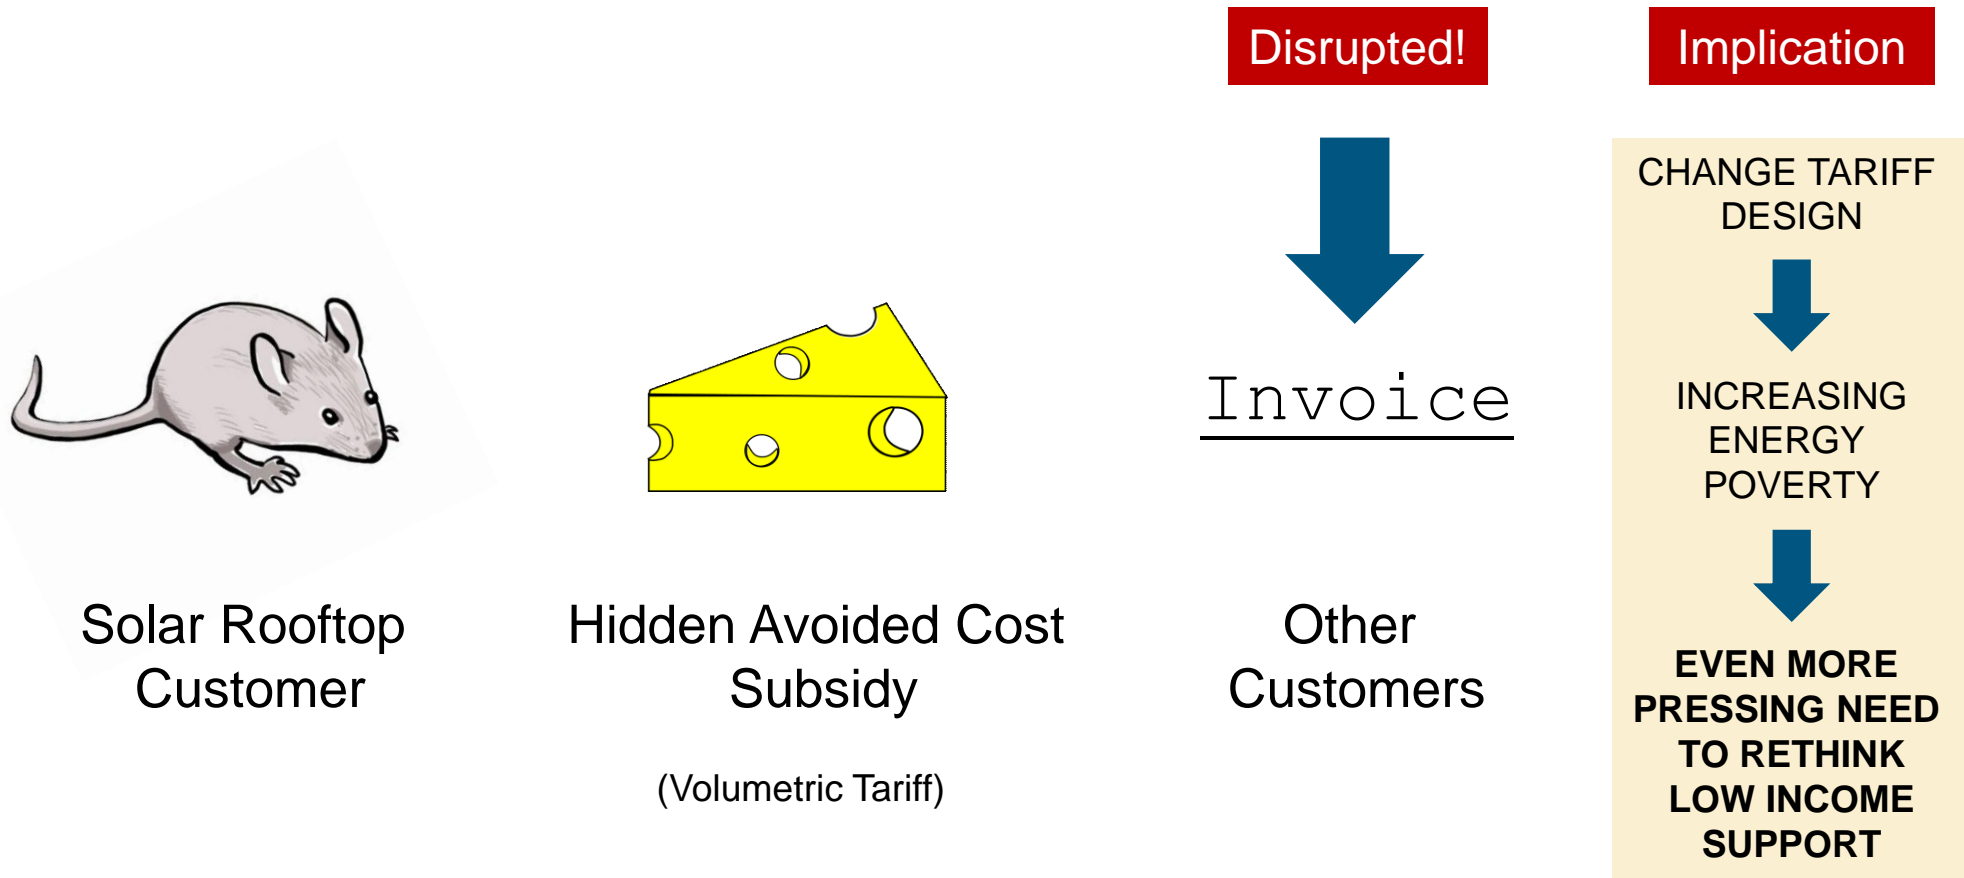 Disrupted!
Implication
CHANGE TARIFF
DESIGN
INCREASING
ENERGY
POVERTY
EVEN MORE
PRESSING NEED
TO RETHINK
LOW INCOME
SUPPORT
Invoice
Solar Rooftop
Customer
Hidden Avoided Cost
Subsidy
(Volumetric Tariff)
Other
Customers